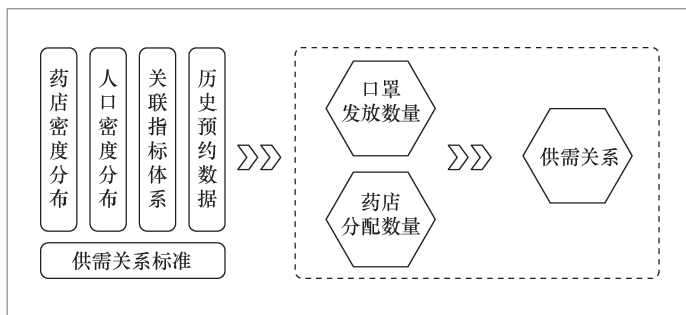 药店密度分布
人口密度分布
关联指标体系
历史预约数据
供需关系标准
口罩
发放数量
药店
分配数量
供需关系